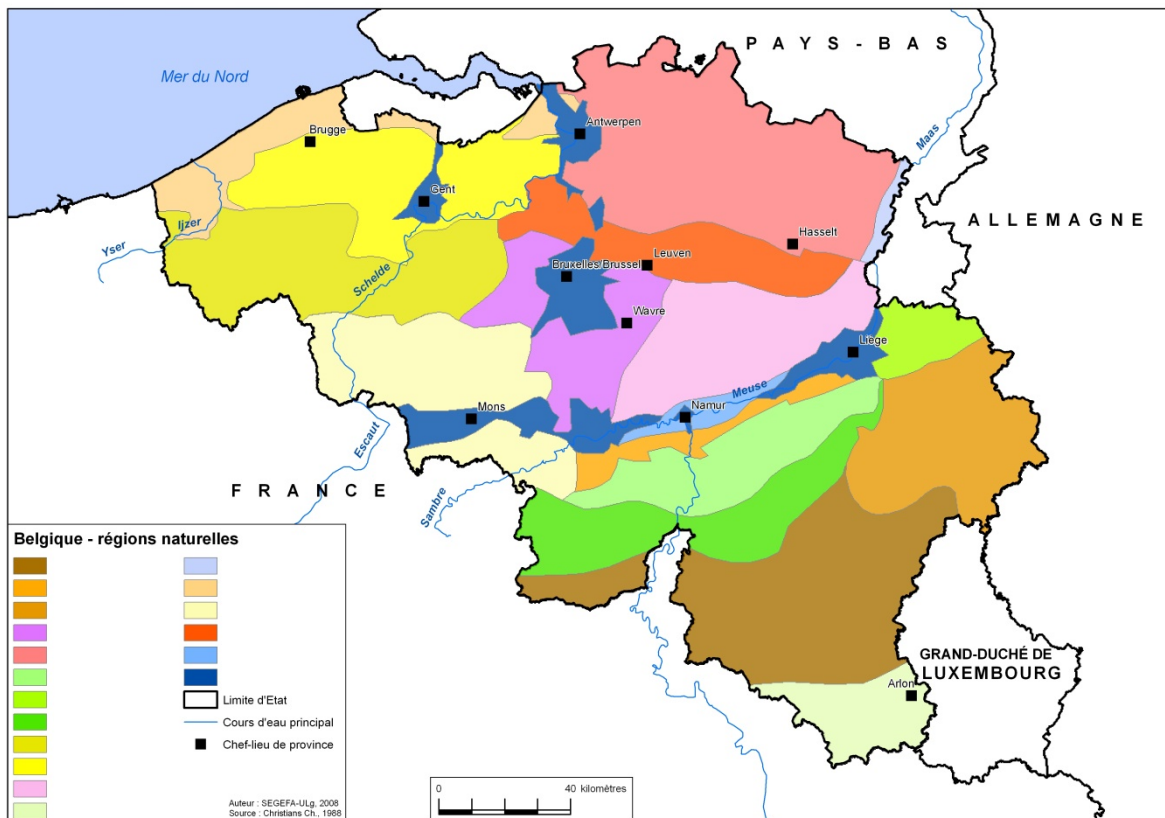 PAYS-BAS
Mer du Nord
Antwerpen
Brugge
Maas
Gent
ALLEMAGNE
Ijzer
Hasselt
Yser
Leuven
Bruxelles/Brussel
Schelde
Wavre
Liège
Meuse
Mons
Namur
Escaut
FRANCE
Sambre
Belgique - régions naturelles
GRAND-DUCHÉ DE
LUXEMBOURG
Arlon
Limite d'Etat
Cours d'eau principal
Chef-lieu de province
0 40 kilomètres
Auteur : SEGEFA-ULg, 2008
Source : Christians Ch., 1988